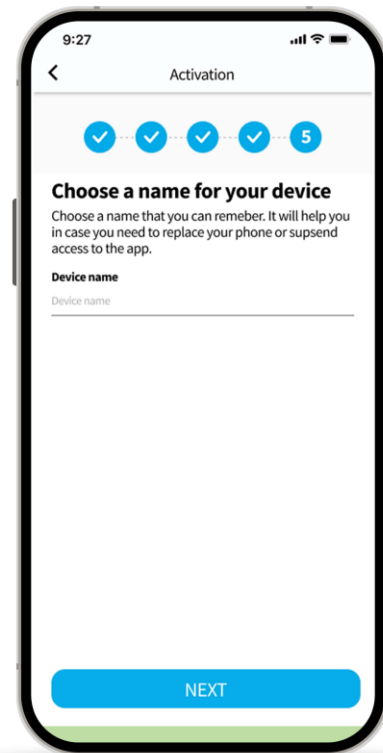 9:27
Activation
5
Choose a name for your device
Choose a name that you can remeber. It will help you
in case you need to replace your phone or supsend
access to the app.
Device name
Device name
NEXT